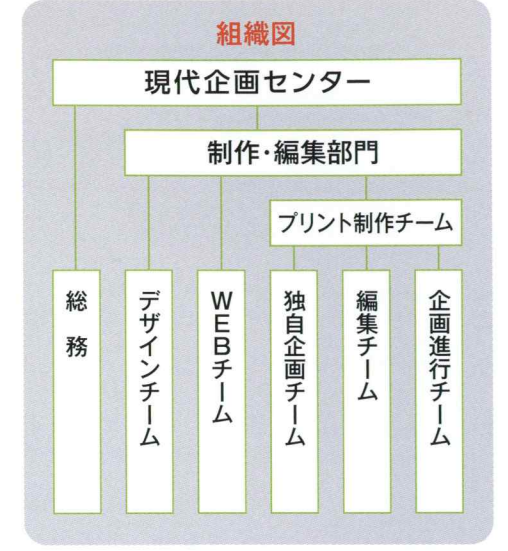 組織図
現代企画センター
制作・編集部門
プリント制作チーム
総務
デザインチーム
WEBチーム
独自企画チーム
編集チーム
企画進行チーム